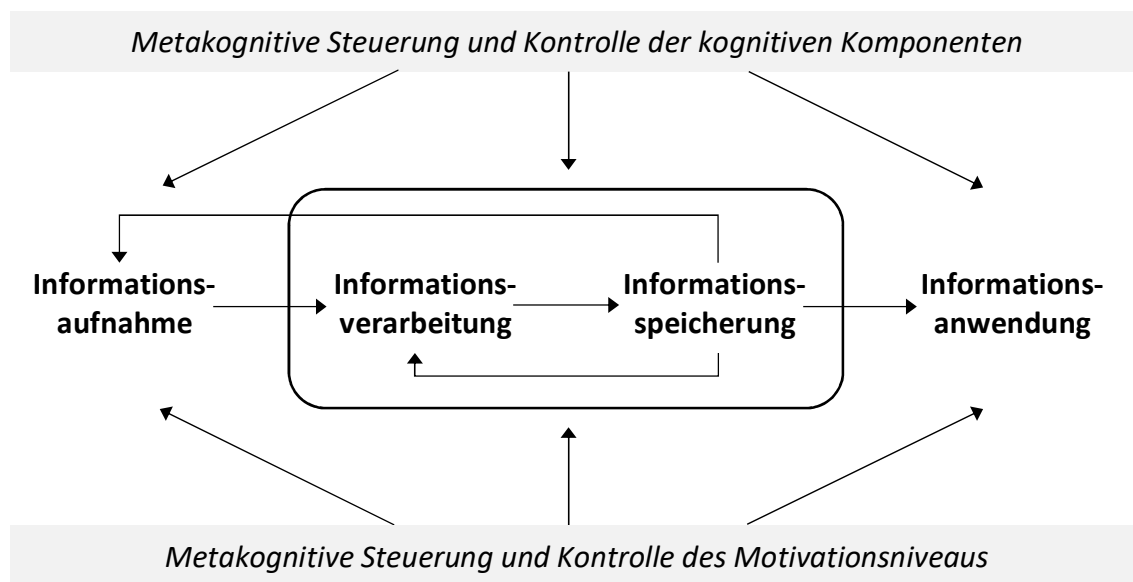 Metakognitive Steuerung und Kontrolle der kognitiven Komponenten
Informations-
aufnahme
Informations-
verarbeitung
Informations-
speicherung
Informations-
anwendung
Metakognitive Steuerung und Kontrolle des Motivationsniveaus